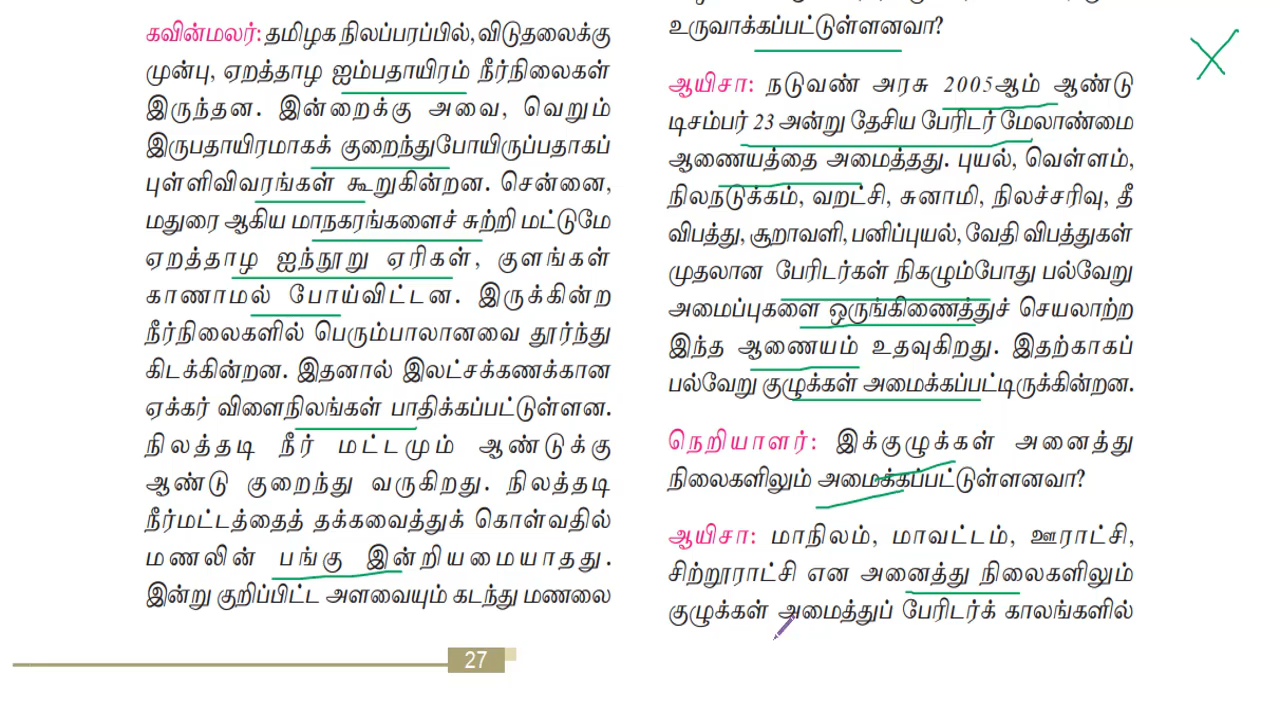 கவின்மலர்: தமிழக நிலப்பரப்பில், விடுதலைக்கு
முன்பு, ஏறத்தாழ ஐம்பதாயிரம் நீர்நிலைகள்
இருந்தன. இன்றைக்கு அவை, வெறும்
இருபதாயிரமாகக் குறைந்துபோயிருப்பதாகப்
புள்ளிவிவரங்கள் கூறுகின்றன. சென்னை,
மதுரை ஆகிய மாநகரங்களைச் சுற்றி மட்டுமே
ஏறத்தாழ ஐந்நூறு ஏரிகள், குளங்கள்
காணாமல் போய்விட்டன. இருக்கின்ற
நீர்நிலைகளில் பெரும்பாலானவை தூர்ந்து
கிடக்கின்றன. இதனால் இலட்சக்கணக்கான
ஏக்கர் விளைநிலங்கள் பாதிக்கப்பட்டுள்ளன.
நிலத்தடி நீர் மட்டமும் ஆண்டுக்கு
ஆண்டு குறைந்து வருகிறது. நிலத்தடி
நீர்மட்டத்தைத் தக்கவைத்துக் கொள்வதில்
மணலின் பங்கு இன்றியமையாதது.
இன்று குறிப்பிட்ட அளவையும் கடந்து மணலை
27
உருவாக்கப்பட்டுள்ளனவா?
ஆயிசா: நடுவண் அரசு 2005ஆம் ஆண்டு
டிசம்பர் 23 அன்று தேசிய பேரிடர் மேலாண்மை
ஆணையத்தை அமைத்தது. புயல், வெள்ளம்,
நிலநடுக்கம், வறட்சி, சுனாமி, நிலச்சரிவு, தீ
விபத்து, சூறாவளி, பனிப்புயல், வேதி விபத்துகள்
முதலான பேரிடர்கள் நிகழும்போது பல்வேறு
அமைப்புகளை ஒருங்கிணைத்துச் செயலாற்ற
இந்த ஆணையம் உதவுகிறது. இதற்காகப்
பல்வேறு குழுக்கள் அமைக்கப்பட்டிருக்கின்றன.
நெறியாளர்: இக்குழுக்கள் அனைத்து
நிலைகளிலும் அமைக்கப்பட்டுள்ளனவா?
ஆயிசா: மாநிலம், மாவட்டம், ஊராட்சி,
சிற்றூராட்சி என அனைத்து நிலைகளிலும்
குழுக்கள் அமைத்துப் பேரிடர்க் காலங்களில்